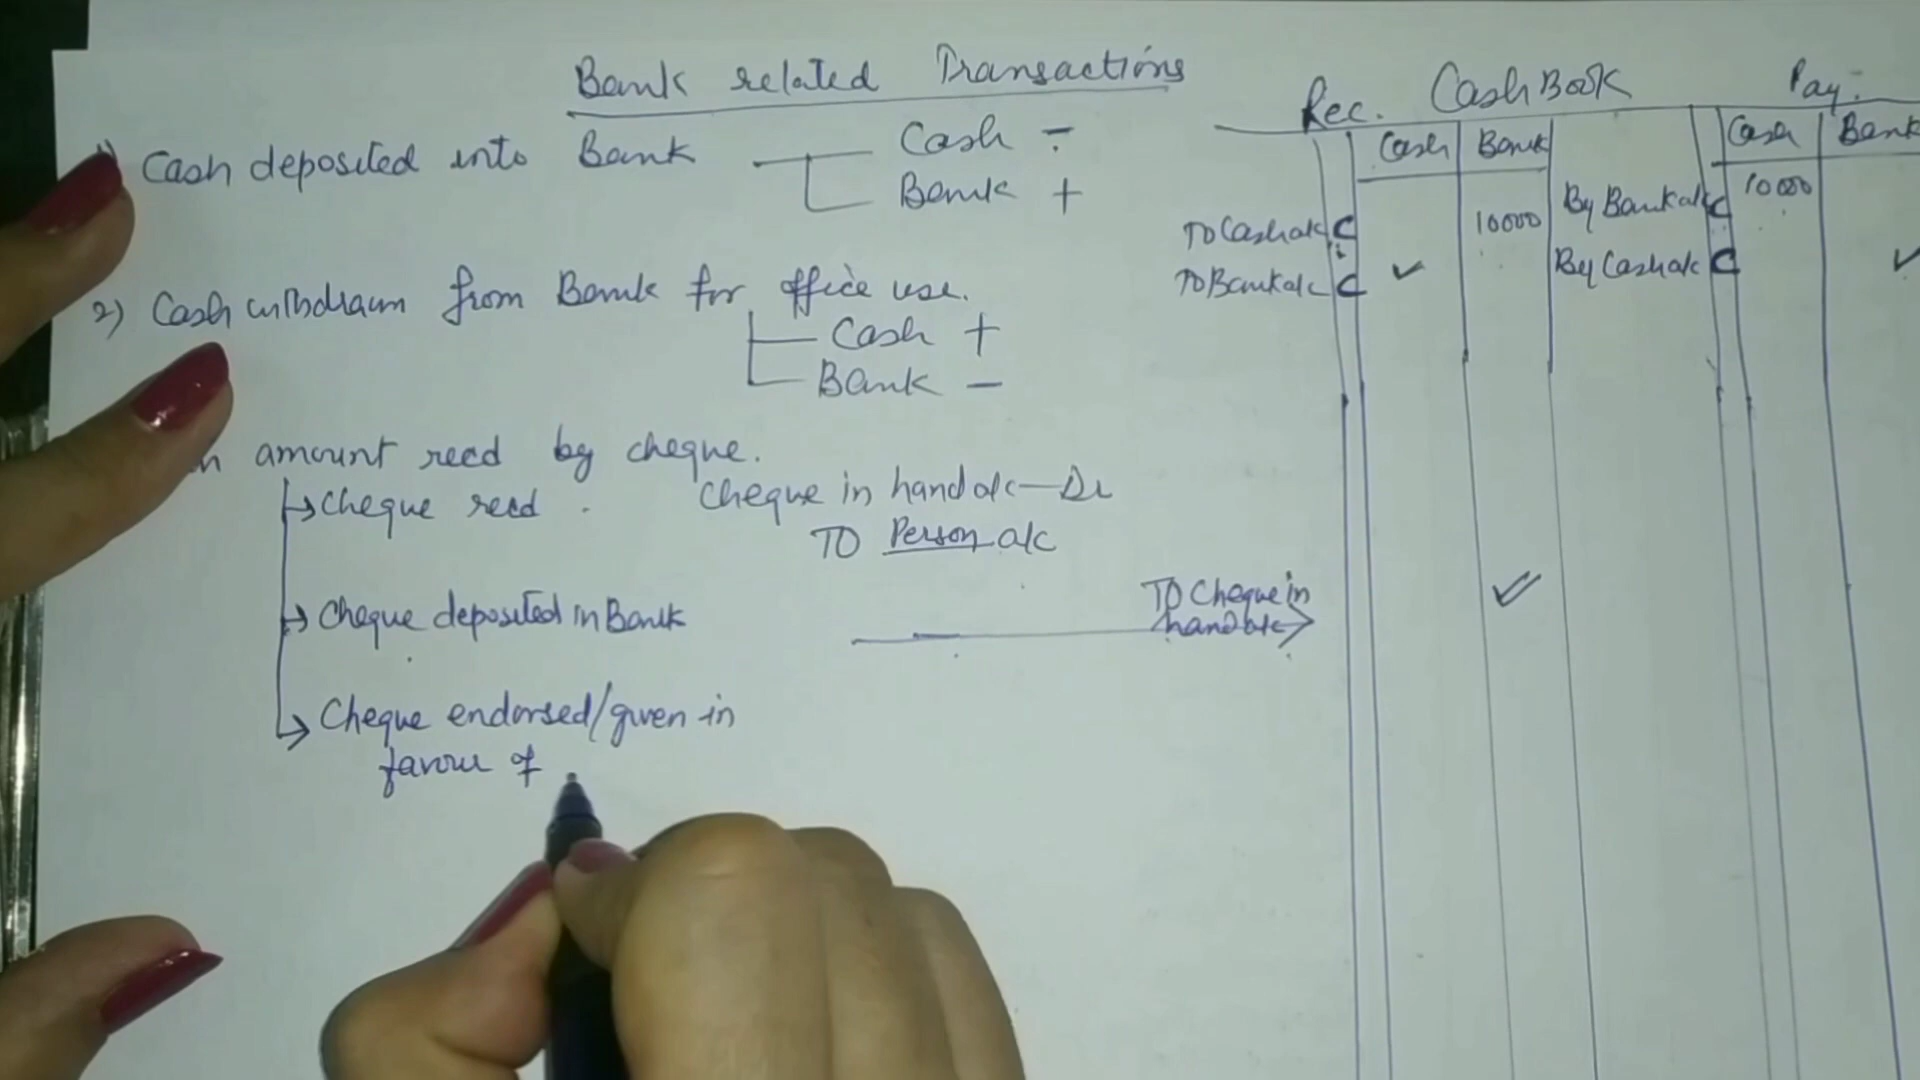 Bank related Transactions
1) Cash deposited into Bank
Cash -
Bank +
2) Cash withdrawn from Bank for office use.
Cash +
Bank -
amount recd by cheque.
Cheque recd. Cheque in hand a/c - Dr
TO Person a/c
Cheque deposited in Bank
Cheque endorsed/given in
favour of
Rec. Cash Book Pay.
Cash Bank Cash Bank
To Cash a/c C 10000 By Bank a/c C 10000
To Bank a/c C ✓ By Cash a/c C ✓
TO Cheque in
hand a/c ✓